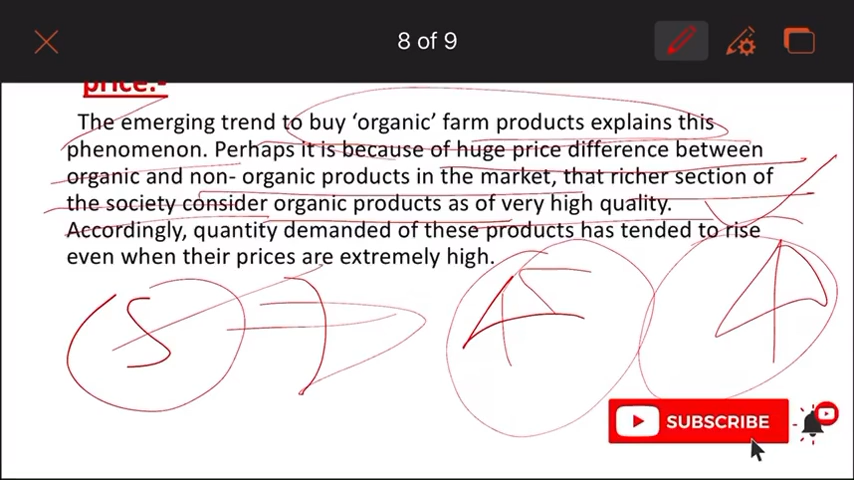 8 of 9
price:-
The emerging trend to buy ‘organic’ farm products explains this
phenomenon. Perhaps it is because of huge price difference between
organic and non- organic products in the market, that richer section of
the society consider organic products as of very high quality.
Accordingly, quantity demanded of these products has tended to rise
even when their prices are extremely high.
SUBSCRIBE